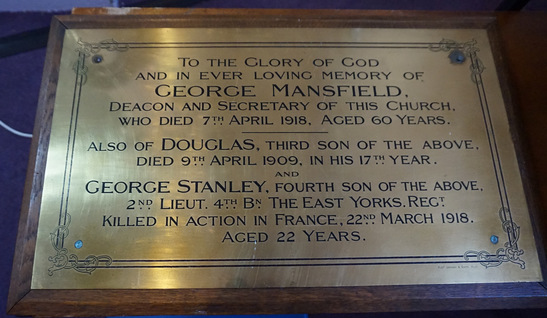 TO THE GLORY OF GOD
AND IN EVER LOVING MEMORY OF
GEORGE MANSFIELD,
DEACON AND SECRETARY OF THIS CHURCH,
WHO DIED 7TH APRIL 1918, AGED 60 YEARS.
ALSO OF DOUGLAS, THIRD SON OF THE ABOVE,
DIED 9TH APRIL 1909, IN HIS 17TH YEAR.
AND
GEORGE STANLEY, FOURTH SON OF THE ABOVE,
2ND LIEUT. 4TH BN THE EAST YORKS. REGT
KILLED IN ACTION IN FRANCE, 22ND MARCH 1918.
AGED 22 YEARS.